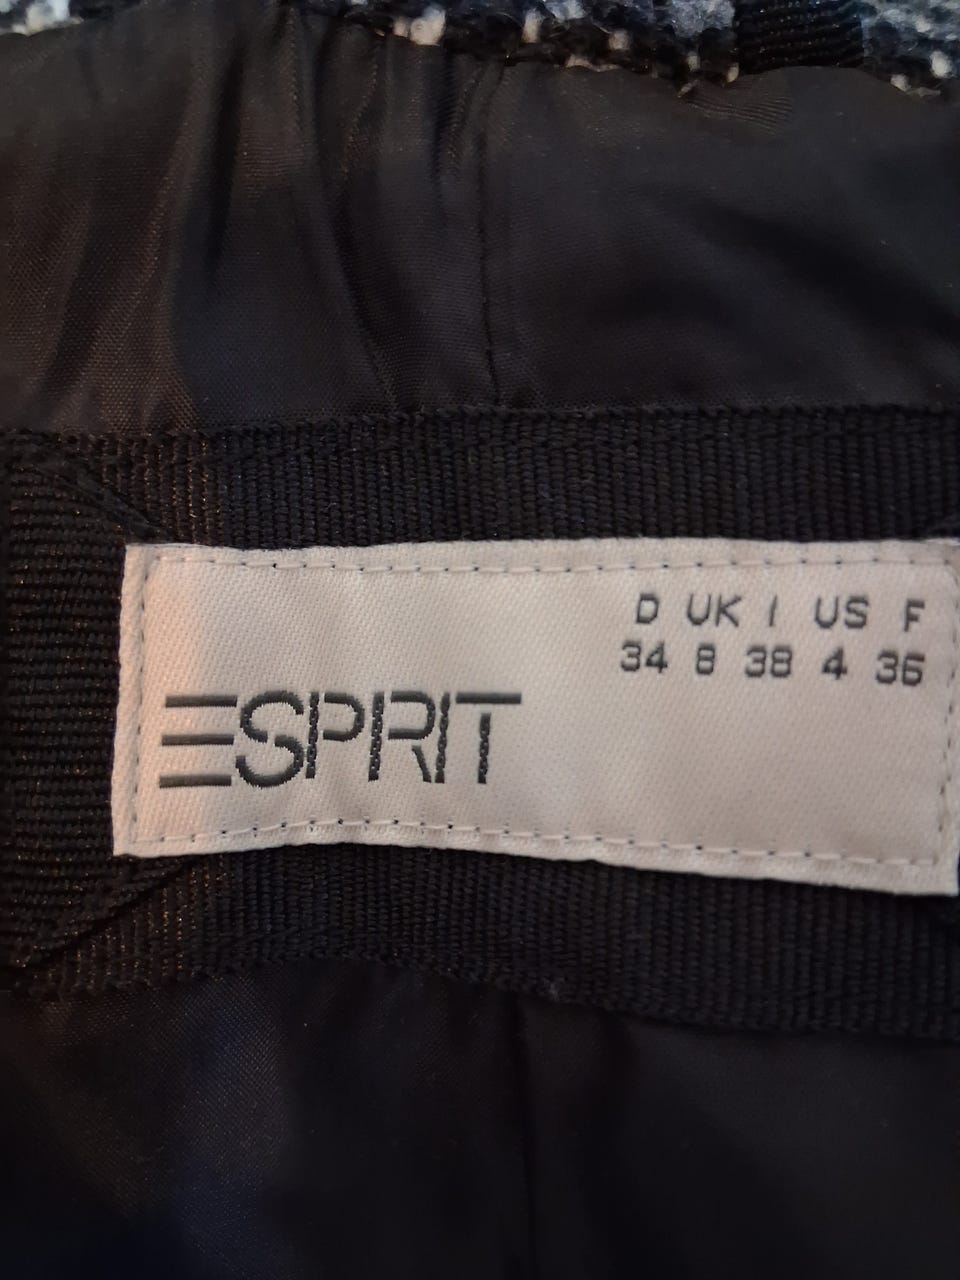 D UK I US F
34 8 38 4 36
ESPRIT